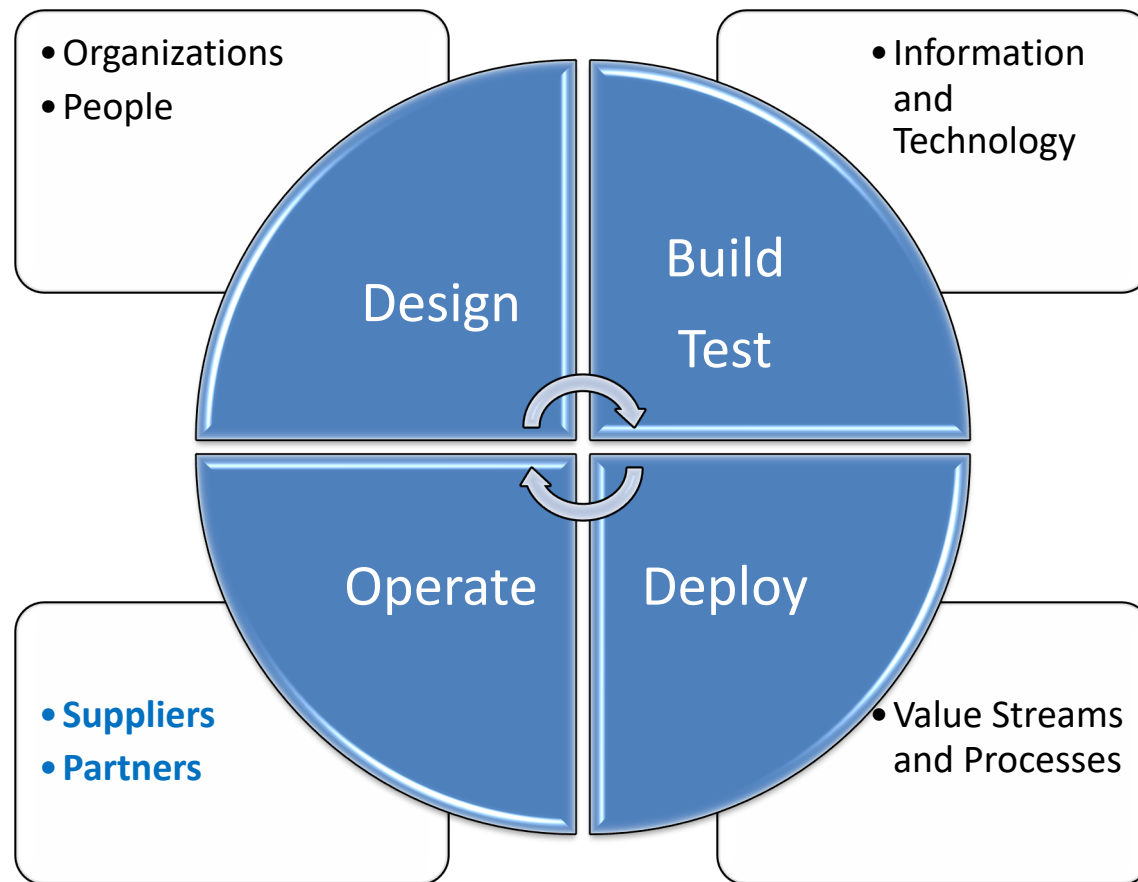 • Organizations
• People
• Information
and
Technology
Design
Build
Test
Operate
Deploy
• Suppliers
• Partners
• Value Streams
and Processes